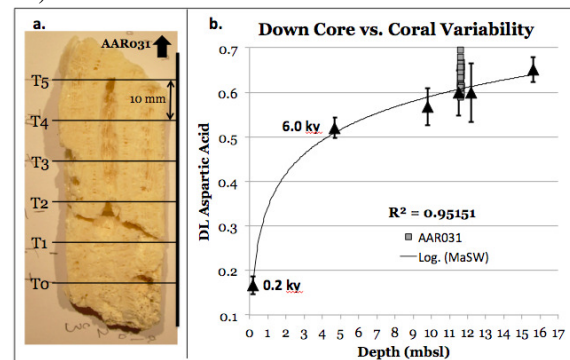 a.
AAR031
T5
10 mm
T4
T3
T2
T1
T0
b.
Down Core vs. Coral Variability
DL Aspartic Acid
0.7
0.6
0.5
0.4
0.3
0.2
0.1
6.0 ky
0.2 ky
R² = 0.95151
AAR031
Log. (MaSW)
0 1 2 3 4 5 6 7 8 9 10 11 12 13 14 15 16 17
Depth (mbsl)